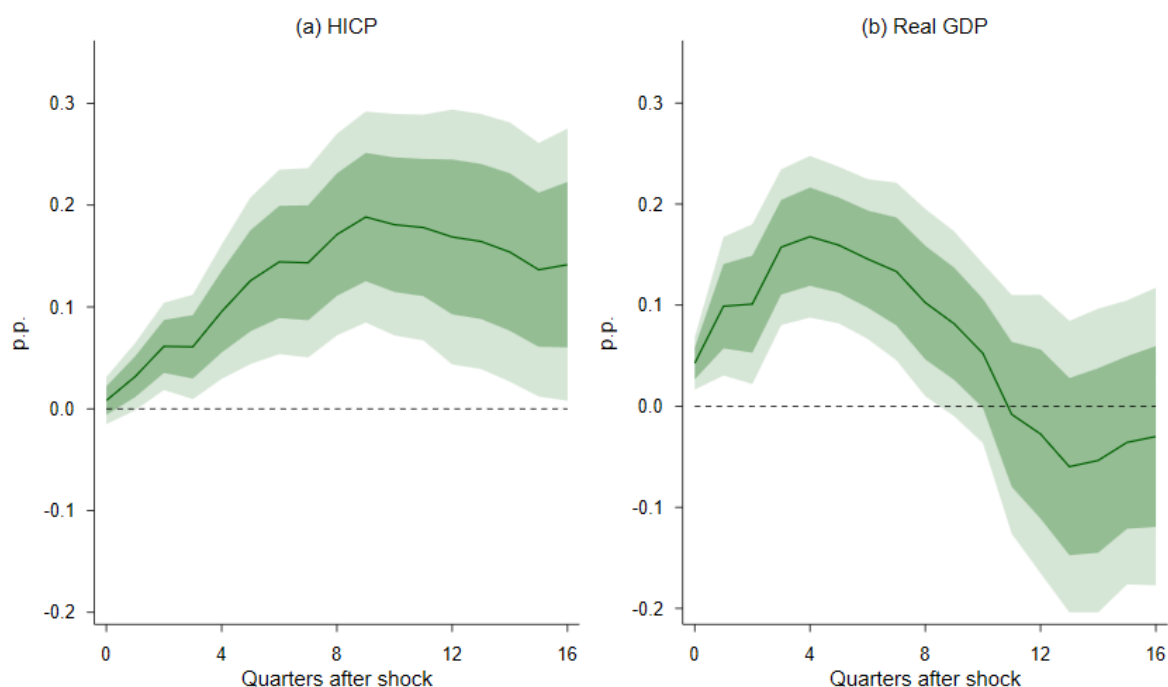 (a) HICP
p.p.
0.3
0.2
0.1
0.0
-0.1
-0.2
0 4 8 12 16
Quarters after shock
(b) Real GDP
p.p.
0.3
0.2
0.1
0.0
-0.1
-0.2
0 4 8 12 16
Quarters after shock